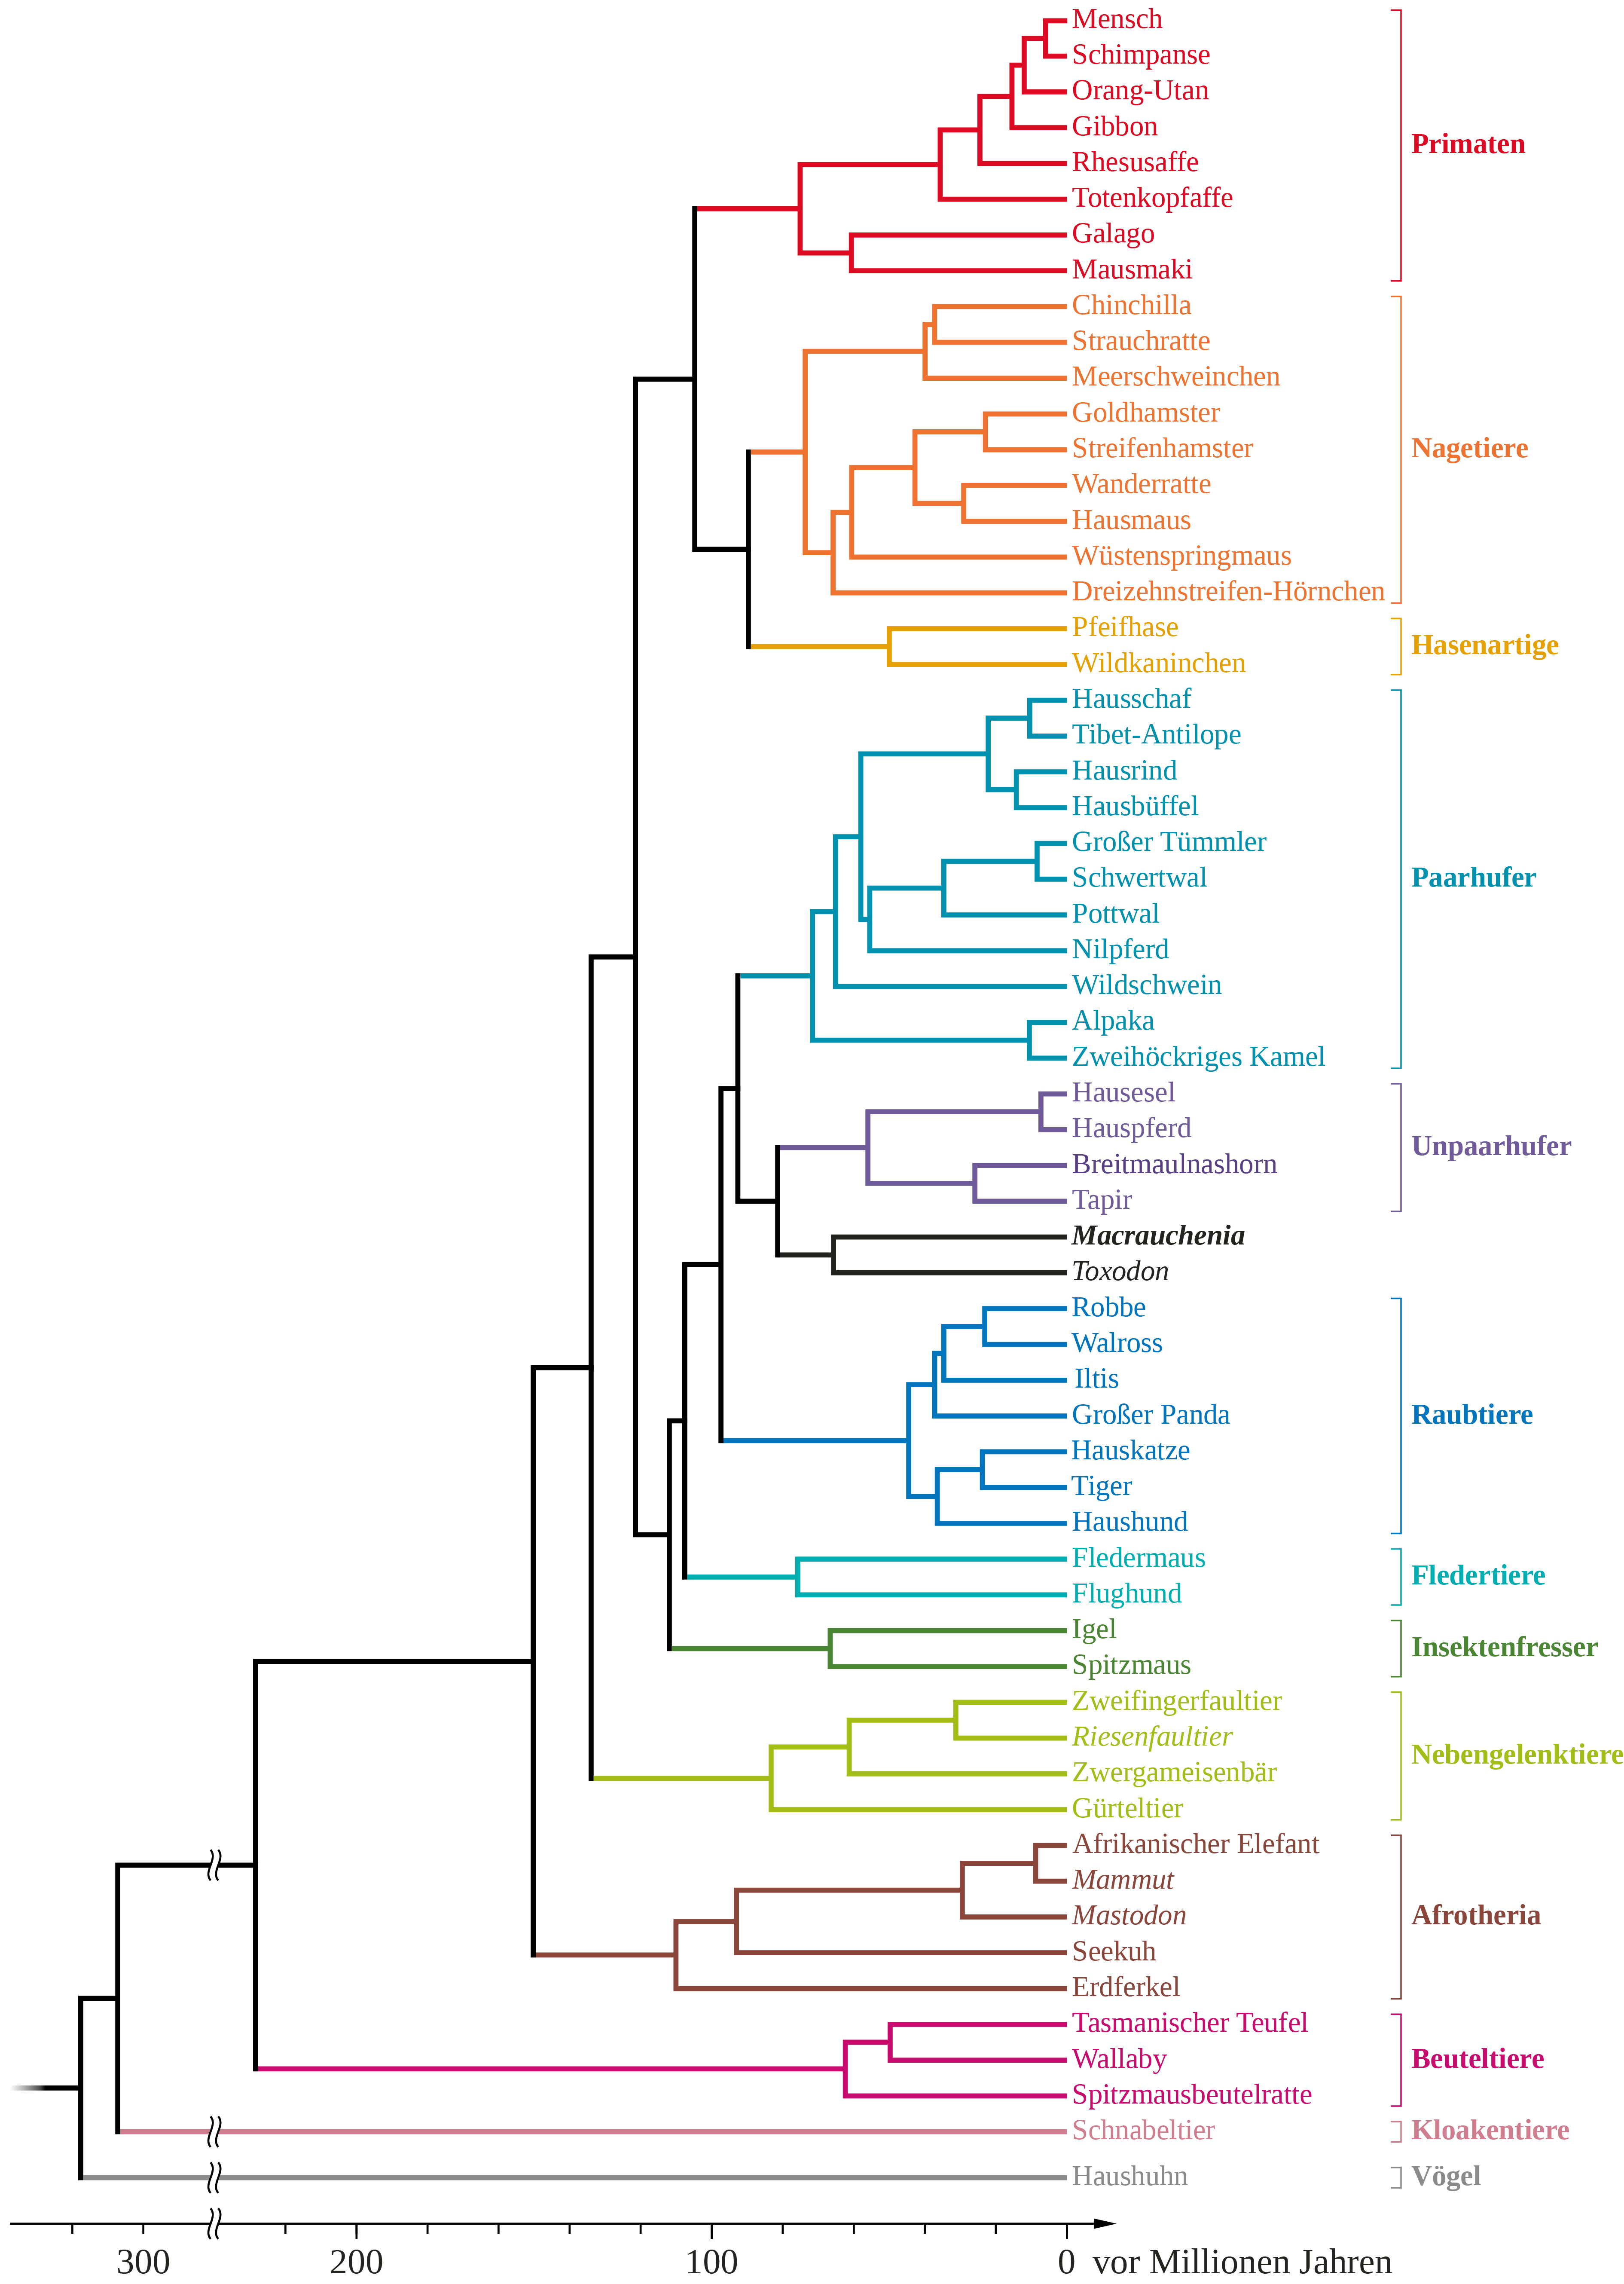 Mensch
Schimpanse
Orang-Utan
Gibbon
Primaten
Rhesusaffe
Totenkopfaffe
Galago
Mausmaki
Chinchilla
Strauchratte
Meerschweinchen
Goldhamster
Streifenhamster
Nagetiere
Wanderratte
Hausmaus
Wüstenspringmaus
Dreizehnstreifen-Hörnchen
Pfeifhase
Hasenartige
Wildkaninchen
Hausschaf
Tibet-Antilope
Hausrind
Hausbüffel
Großer Tümmler
Schwertwal
Paarhufer
Pottwal
Nilpferd
Wildschwein
Alpaka
Zweihöckriges Kamel
Hausesel
Hauspferd
Unpaarhufer
Breitmaulnashorn
Tapir
Macrauchenia
Toxodon
Robbe
Walross
Iltis
Großer Panda
Raubtiere
Hauskatze
Tiger
Haushund
Fledermaus
Fledertiere
Flughund
Igel
Insektenfresser
Spitzmaus
Zweifingerfaultier
Riesenfaultier
Nebengelenktiere
Zwergameisenbär
Gürteltier
Afrikanischer Elefant
Mammut
Mastodon
Afrotheria
Seekuh
Erdferkel
Tasmanischer Teufel
Wallaby
Beuteltiere
Spitzmausbeutelratte
Schnabeltier
Kloakentiere
Haushuhn
Vögel
300 200 100 0 vor Millionen Jahren